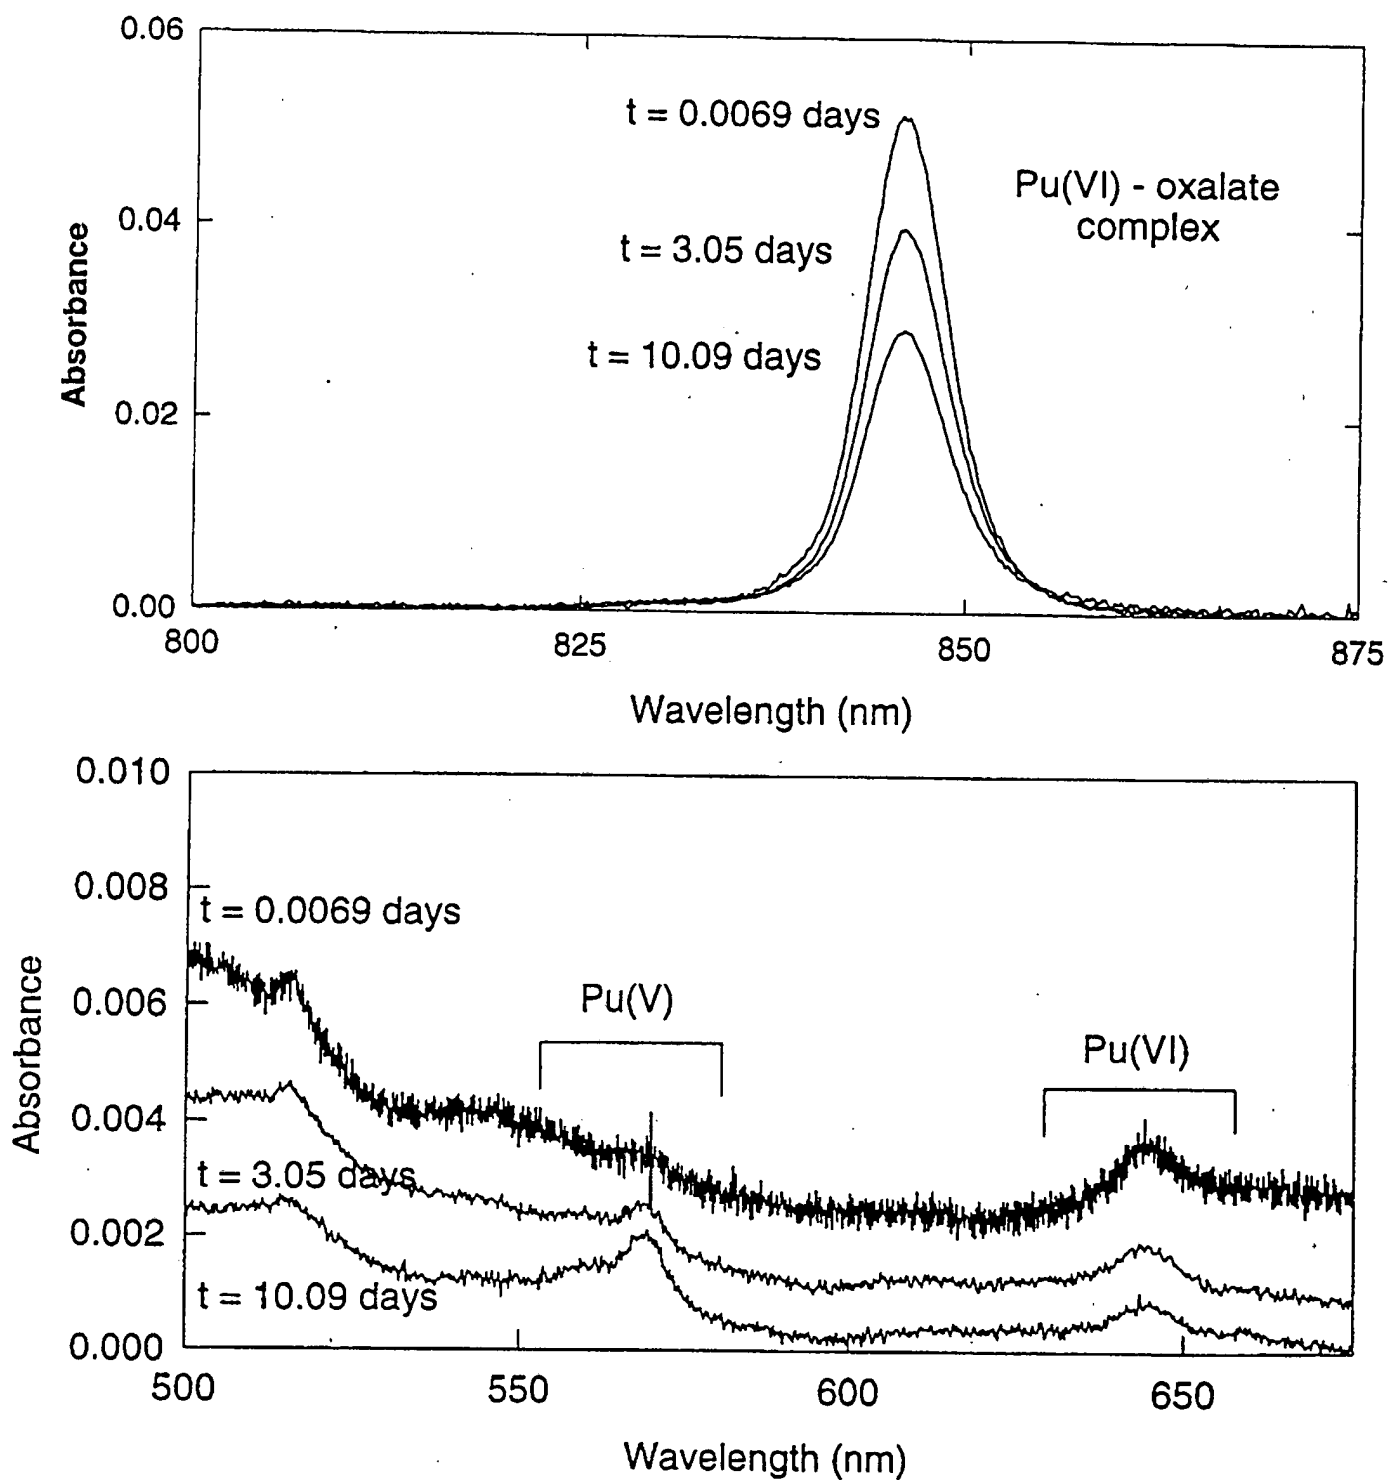 0.06
t = 0.0069 days
Pu(VI) - oxalate
complex
0.04
t = 3.05 days
Absorbance
t = 10.09 days
0.02
0.00
800
825
850
875
Wavelength (nm)
0.010
0.008
t = 0.0069 days
0.006
Pu(V)
Pu(VI)
Absorbance
0.004
t = 3.05 days
0.002
t = 10.09 days
0.000
500
550
600
650
Wavelength (nm)